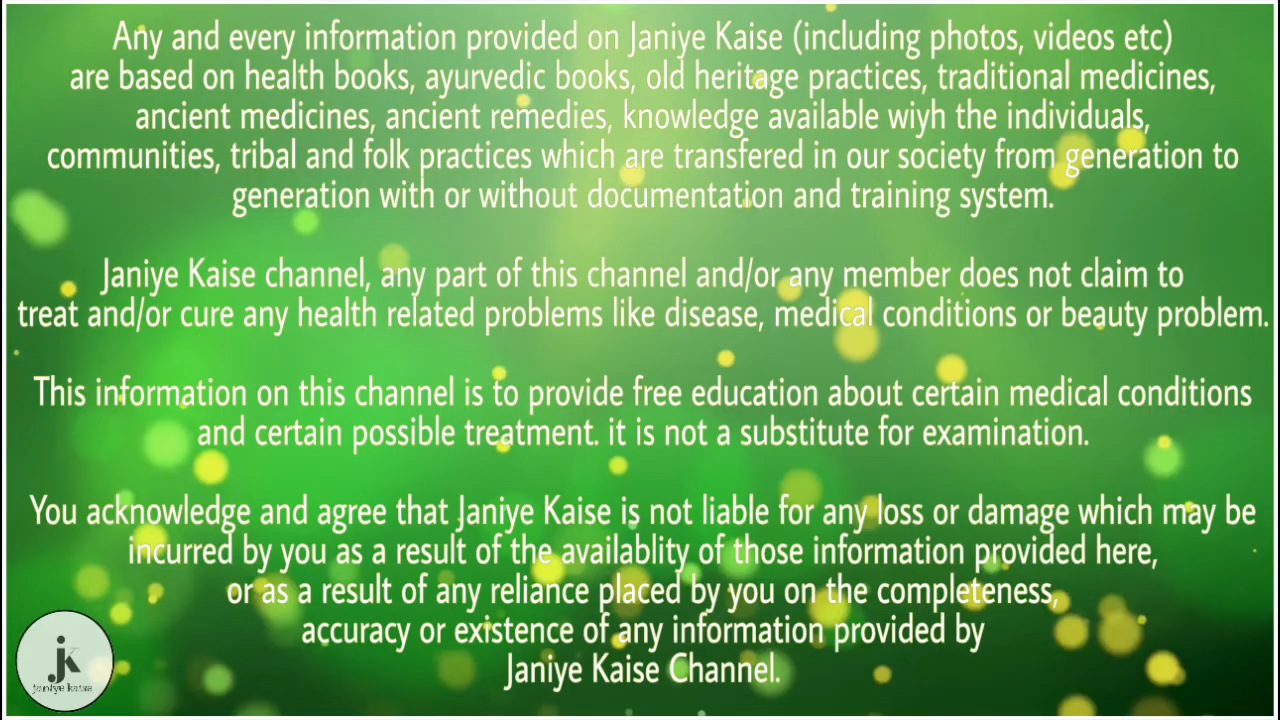 Any and every information provided on Janiye Kaise (including photos, videos etc)
are based on health books, ayurvedic books, old heritage practices, traditional medicines,
ancient medicines, ancient remedies, knowledge available wiyh the individuals,
communities, tribal and folk practices which are transfered in our society from generation to
generation with or without documentation and training system.
Janiye Kaise channel, any part of this channel and/or any member does not claim to
treat and/or cure any health related problems like disease, medical conditions or beauty problem.
This information on this channel is to provide free education about certain medical conditions
and certain possible treatment. it is not a substitute for examination.
You acknowledge and agree that Janiye Kaise is not liable for any loss or damage which may be
incurred by you as a result of the availablity of those information provided here,
or as a result of any reliance placed by you on the completeness,
accuracy or existence of any information provided by
Janiye Kaise Channel.
jk
janiye kaise